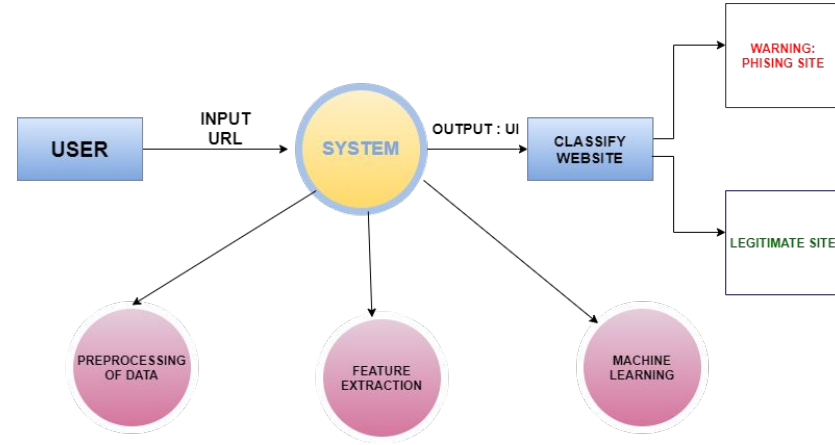 WARNING:
PHISING SITE
INPUT
URL
USER
SYSTEM
OUTPUT : UI
CLASSIFY
WEBSITE
LEGITIMATE SITE
PREPROCESSING
OF DATA
FEATURE
EXTRACTION
MACHINE
LEARNING